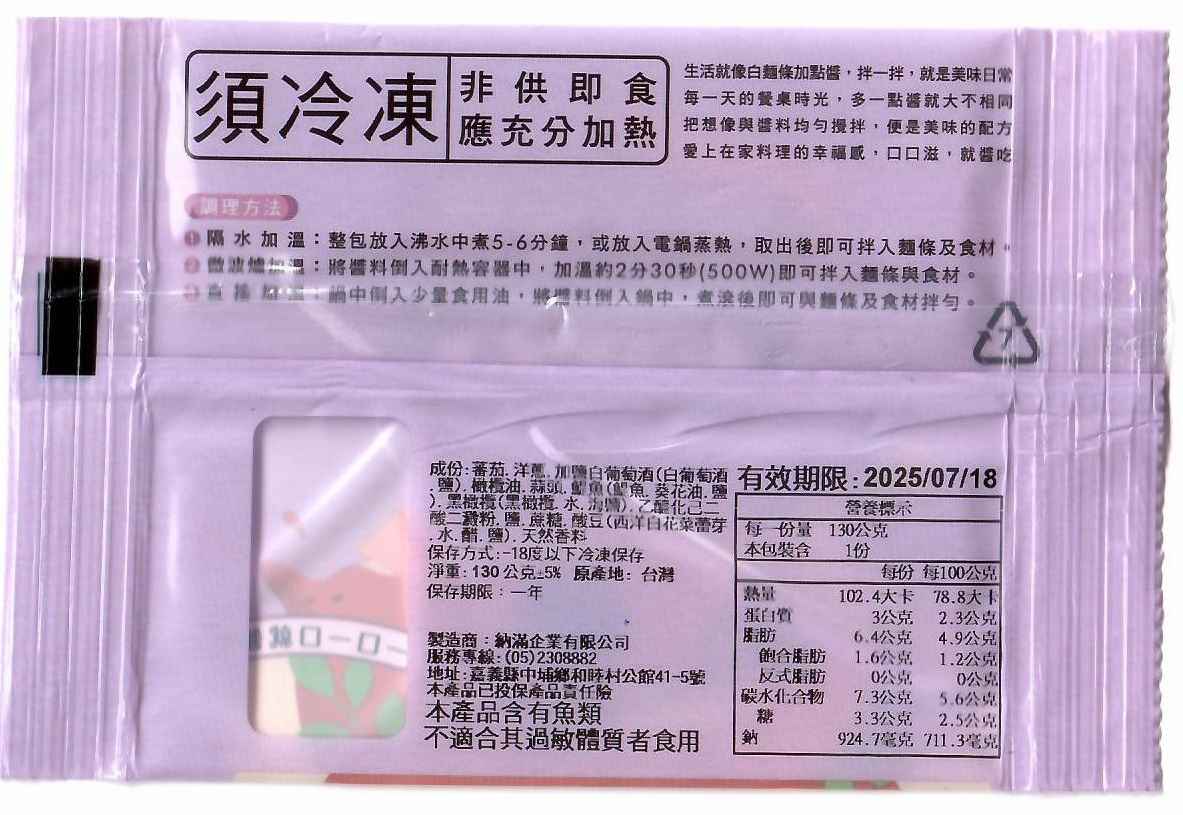 須冷凍
非供即食
應充分加熱
生活就像白麵條加點醬，拌一拌，就是美味日常
每一天的餐桌時光，多一點醬就大不相同
把想像與醬料均勻攪拌，便是美味的配方
愛上在家料理的幸福感，口口滋，就醬吃
調理方法
1 隔水加溫：整包放入沸水中煮5-6分鐘，或放入電鍋蒸熱，取出後即可拌入麵條及食材。
2 微波爐加溫：將醬料倒入耐熱容器中，加溫約2分30秒(500W)即可拌入麵條與食材。
3 直接加溫：鍋中倒入少量食用油，將醬料倒入鍋中，煮滾後即可與麵條及食材拌勻。
7
成份:蕃茄.洋蔥.加鹽白葡萄酒(白葡萄酒
.鹽).橄欖油.蒜頭.鯷魚(鯷魚.葵花油.鹽
).黑橄欖(黑橄欖.水.海鹽).乙醯化己二
酸二澱粉.鹽.蔗糖.酸豆(西洋白花菜蕾芽
.水.醋.鹽).天然香料
保存方式:-18度以下冷凍保存
淨重:130公克±5% 原產地: 台灣
保存期限：一年
製造商：納滿企業有限公司
服務專線:(05)2308882
地址:嘉義縣中埔鄉和睦村公館41-5號
本產品已投保產品責任險
本產品含有魚類
不適合其過敏體質者食用
有效期限:2025/07/18
營養標示
每一份量 130公克
本包裝含 1份
每份 每100公克
熱量 102.4大卡 78.8大卡
蛋白質 3公克 2.3公克
脂肪 6.4公克 4.9公克
飽合脂肪 1.6公克 1.2公克
反式脂肪 0公克 0公克
碳水化合物 7.3公克 5.6公克
糖 3.3公克 2.5公克
鈉 924.7毫克 711.3毫克